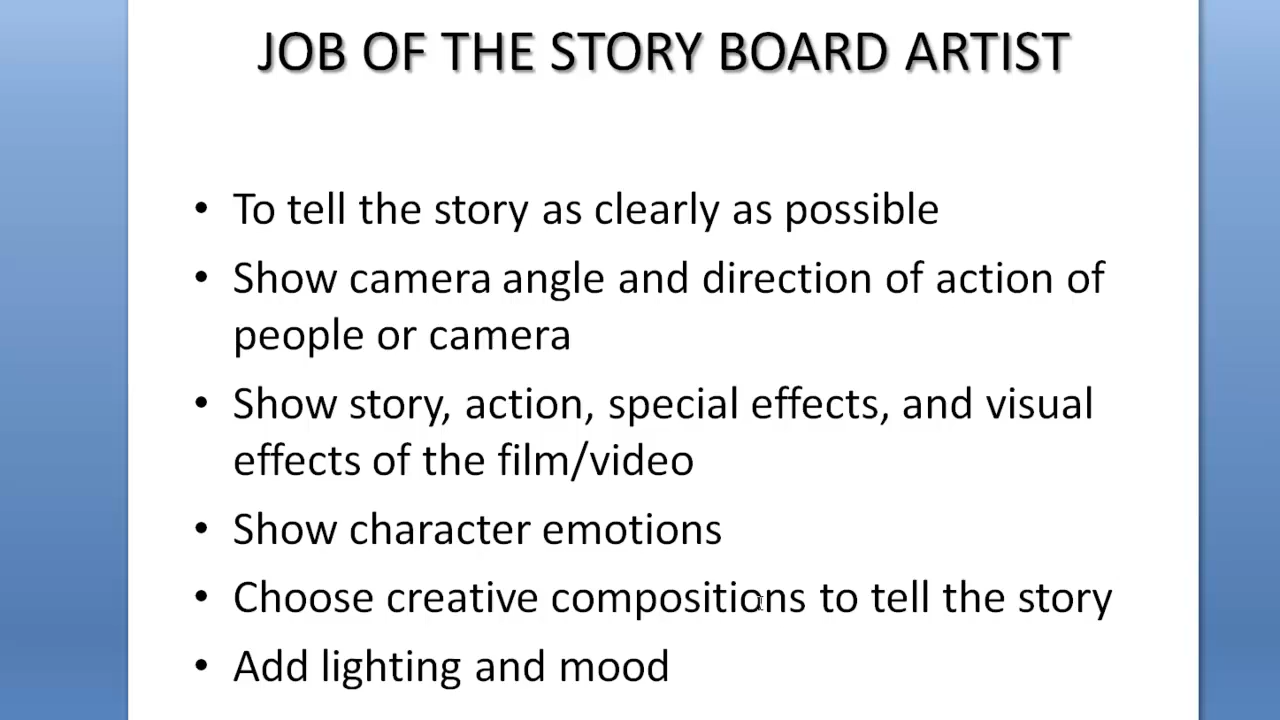 JOB OF THE STORY BOARD ARTIST
• To tell the story as clearly as possible
• Show camera angle and direction of action of
people or camera
• Show story, action, special effects, and visual
effects of the film/video
• Show character emotions
• Choose creative compositions to tell the story
• Add lighting and mood